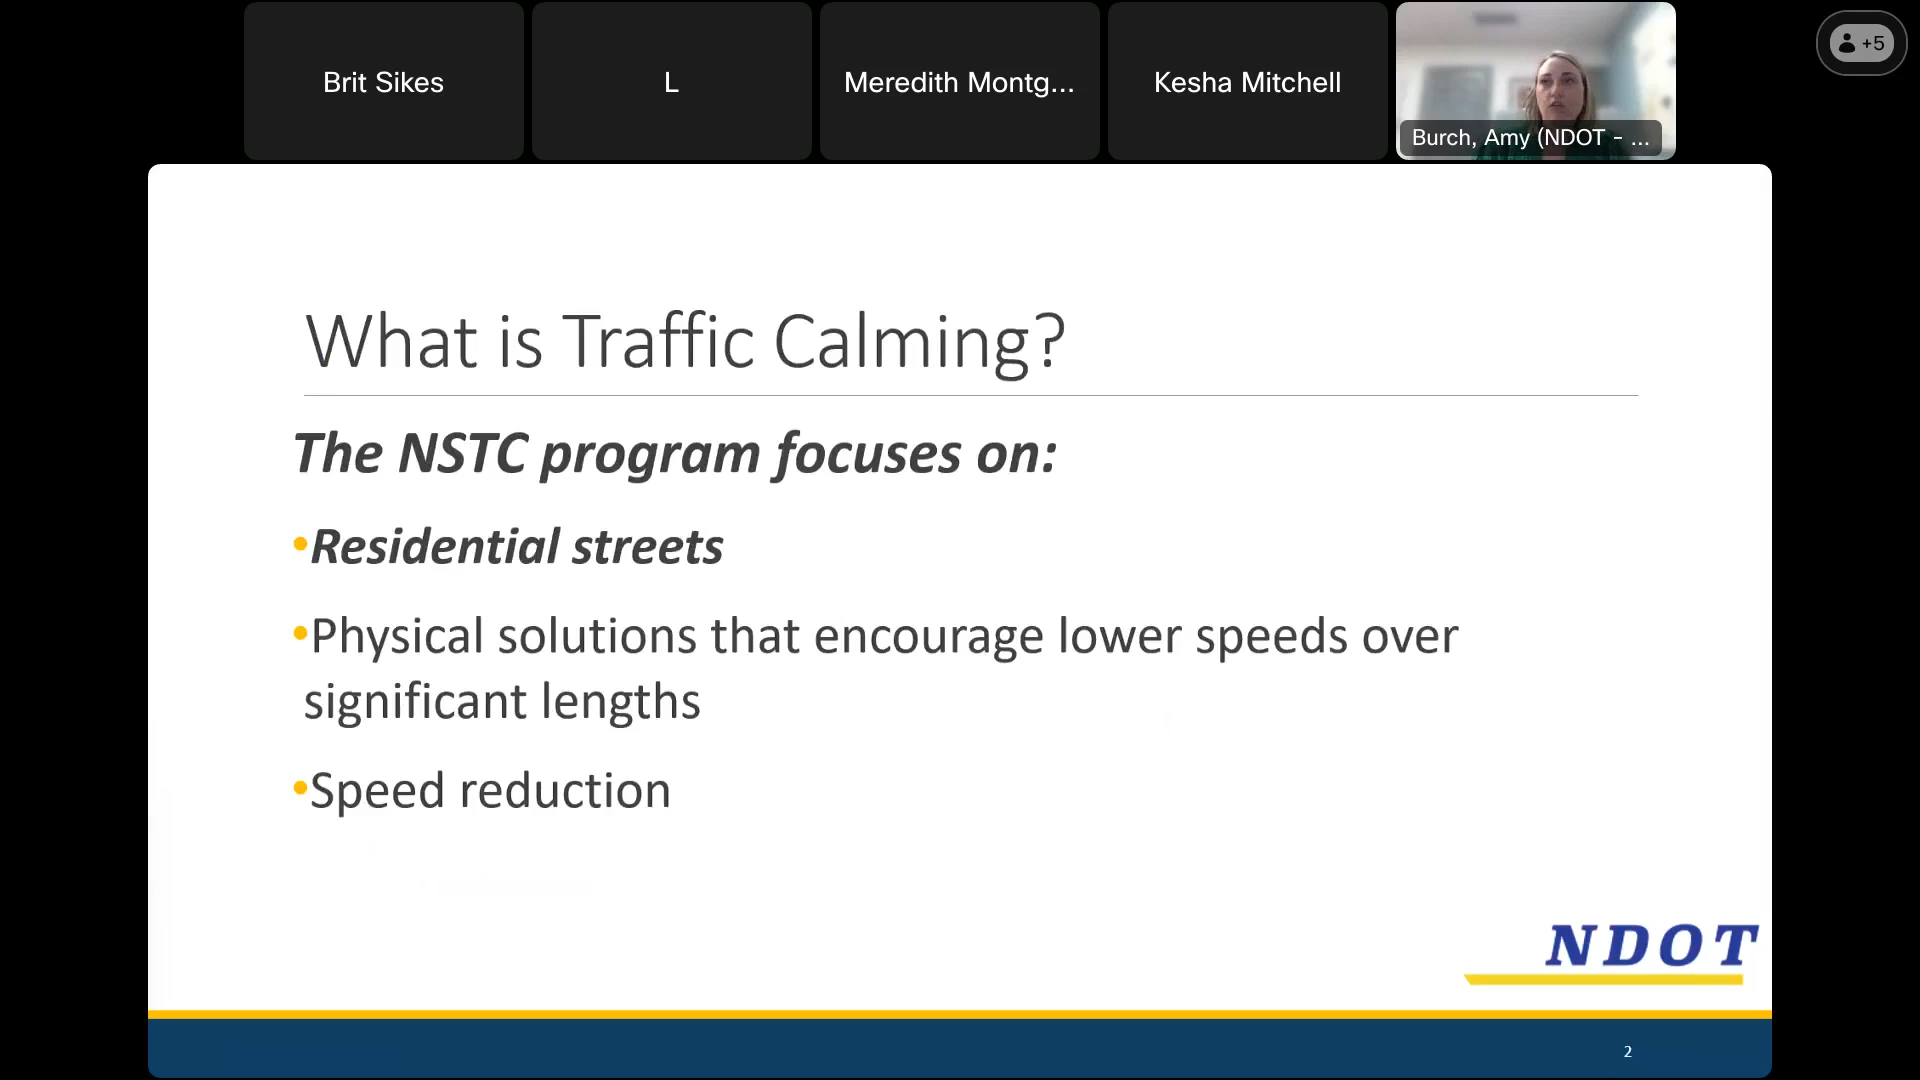 Brit Sikes
L
Meredith Montg...
Kesha Mitchell
Burch, Amy (NDOT - ...
+5
What is Traffic Calming?
The NSTC program focuses on:
•Residential streets
•Physical solutions that encourage lower speeds over
significant lengths
•Speed reduction
NDOT
2